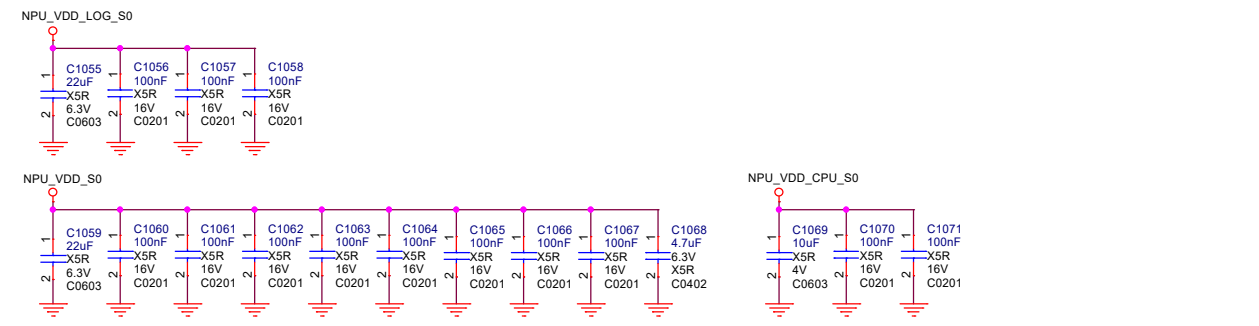 NPU_VDD_LOG_S0
1
2
C1055
22uF
X5R
6.3V
C0603
1
2
C1056
100nF
X5R
16V
C0201
1
2
C1057
100nF
X5R
16V
C0201
1
2
C1058
100nF
X5R
16V
C0201
NPU_VDD_S0
1
2
C1059
22uF
X5R
6.3V
C0603
1
2
C1060
100nF
X5R
16V
C0201
1
2
C1061
100nF
X5R
16V
C0201
1
2
C1062
100nF
X5R
16V
C0201
1
2
C1063
100nF
X5R
16V
C0201
1
2
C1064
100nF
X5R
16V
C0201
1
2
C1065
100nF
X5R
16V
C0201
1
2
C1066
100nF
X5R
16V
C0201
1
2
C1067
100nF
X5R
16V
C0201
1
2
C1068
4.7uF
6.3V
X5R
C0402
NPU_VDD_CPU_S0
1
2
C1069
10uF
X5R
4V
C0603
1
2
C1070
100nF
X5R
16V
C0201
1
2
C1071
100nF
X5R
16V
C0201